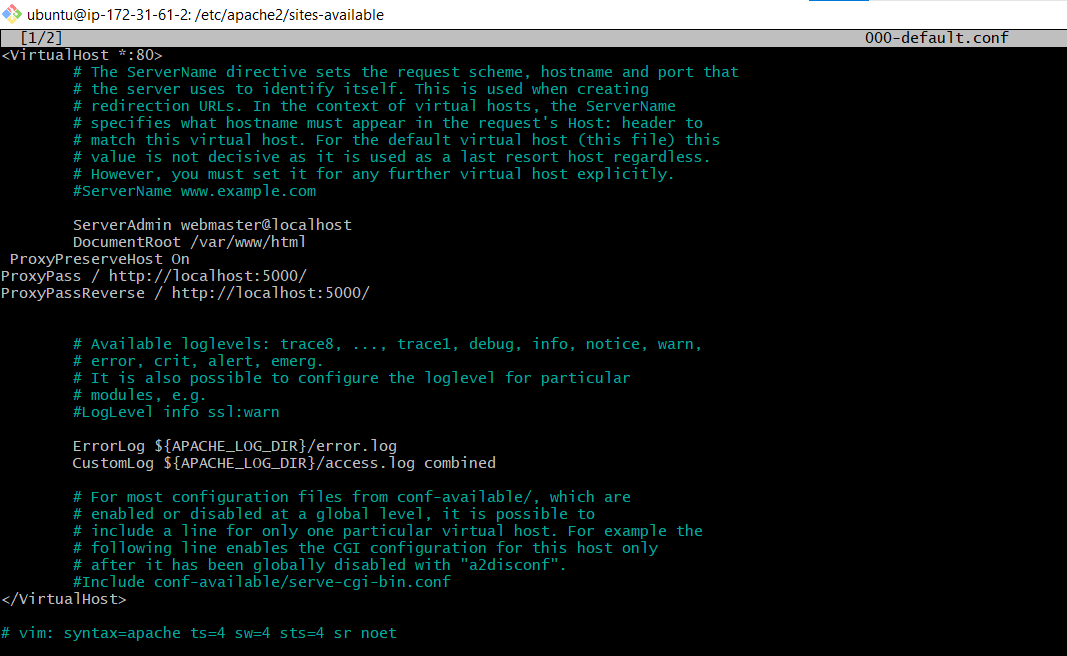 ubuntu@ip-172-31-61-2: /etc/apache2/sites-available
[1/2] 000-default.conf
<VirtualHost *:80>
# The ServerName directive sets the request scheme, hostname and port that
# the server uses to identify itself. This is used when creating
# redirection URLs. In the context of virtual hosts, the ServerName
# specifies what hostname must appear in the request's Host: header to
# match this virtual host. For the default virtual host (this file) this
# value is not decisive as it is used as a last resort host regardless.
# However, you must set it for any further virtual host explicitly.
#ServerName www.example.com
ServerAdmin webmaster@localhost
DocumentRoot /var/www/html
ProxyPreserveHost On
ProxyPass / http://localhost:5000/
ProxyPassReverse / http://localhost:5000/
# Available loglevels: trace8, ..., trace1, debug, info, notice, warn,
# error, crit, alert, emerg.
# It is also possible to configure the loglevel for particular
# modules, e.g.
#LogLevel info ssl:warn
ErrorLog ${APACHE_LOG_DIR}/error.log
CustomLog ${APACHE_LOG_DIR}/access.log combined
# For most configuration files from conf-available/, which are
# enabled or disabled at a global level, it is possible to
# include a line for only one particular virtual host. For example the
# following line enables the CGI configuration for this host only
# after it has been globally disabled with "a2disconf".
#Include conf-available/serve-cgi-bin.conf
</VirtualHost>
# vim: syntax=apache ts=4 sw=4 sts=4 sr noet